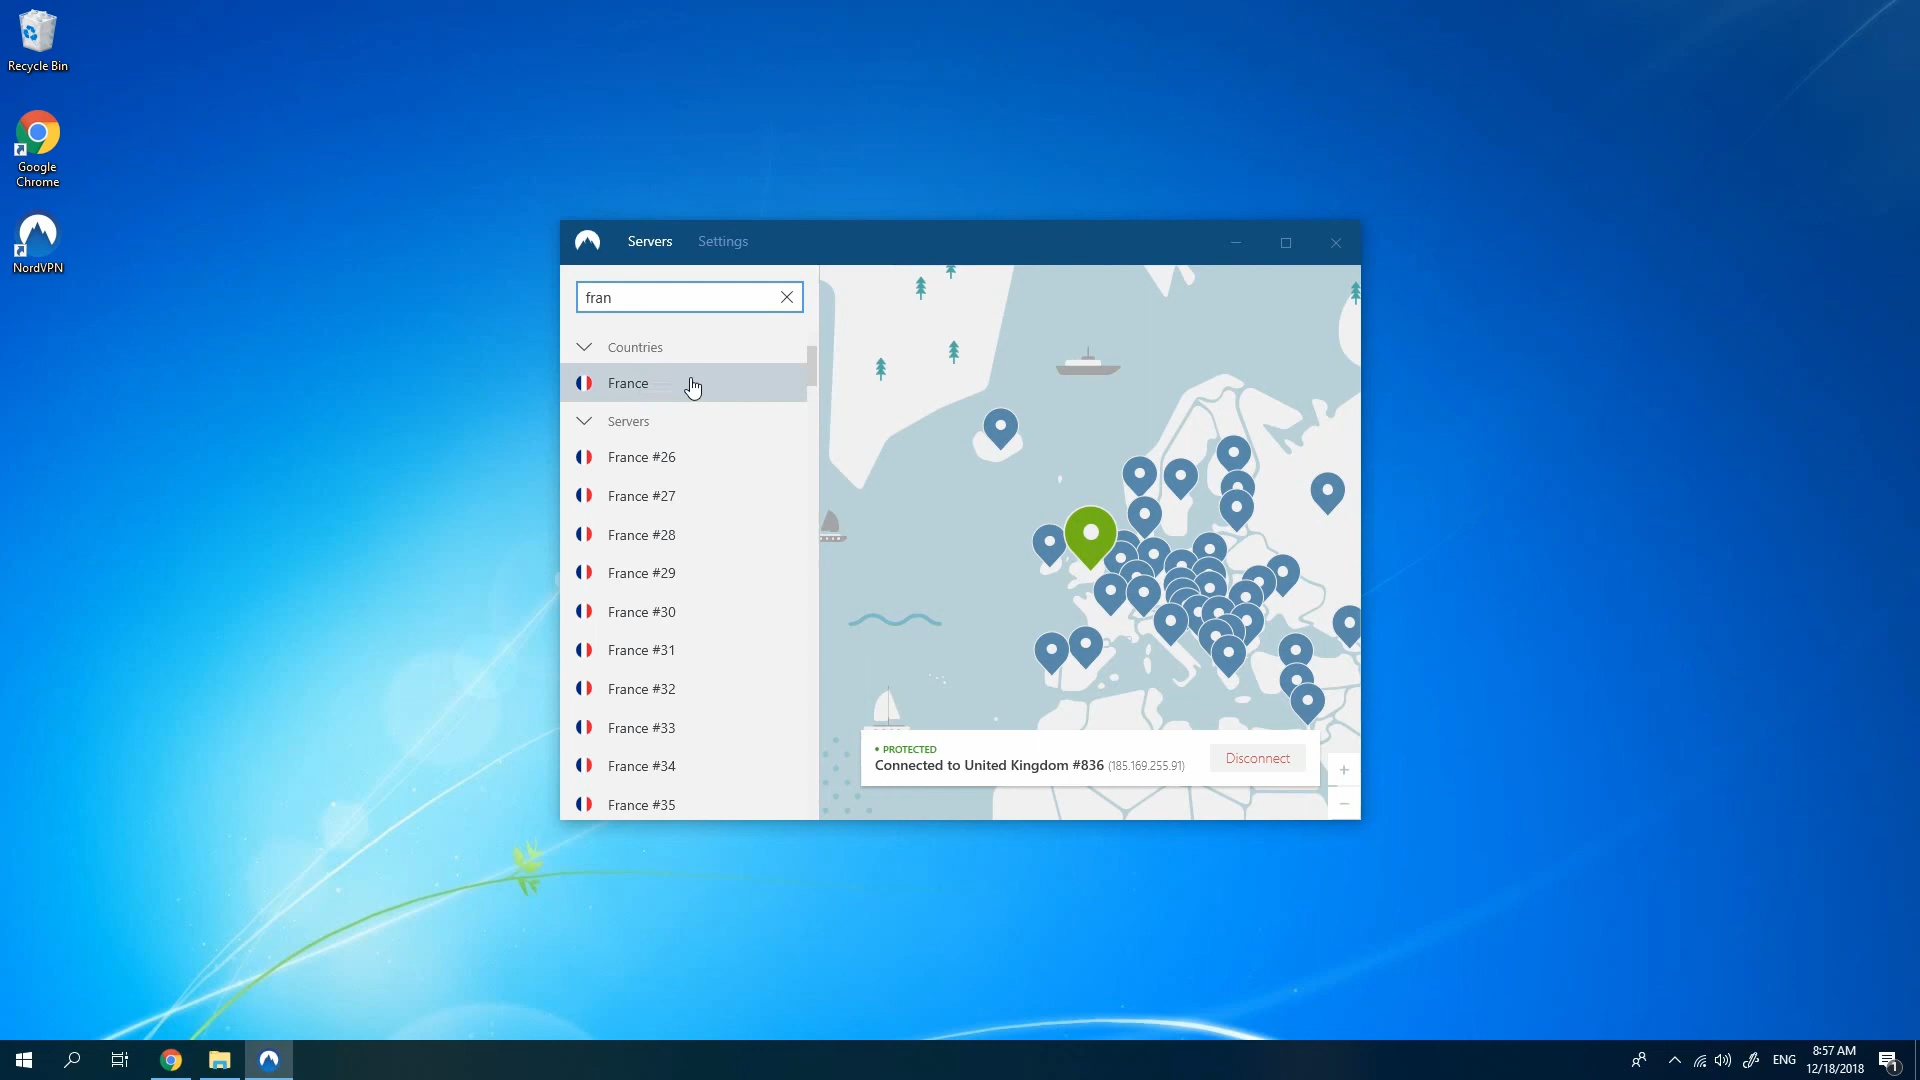 Recycle Bin
Google
Chrome
NordVPN
Servers
Settings
fran
Countries
France
Servers
France #26
France #27
France #28
France #29
France #30
France #31
France #32
France #33
France #34
France #35
• PROTECTED
Connected to United Kingdom #836 (185.169.255.91)
Disconnect
+
−
ENG
8:57 AM
12/18/2018
1